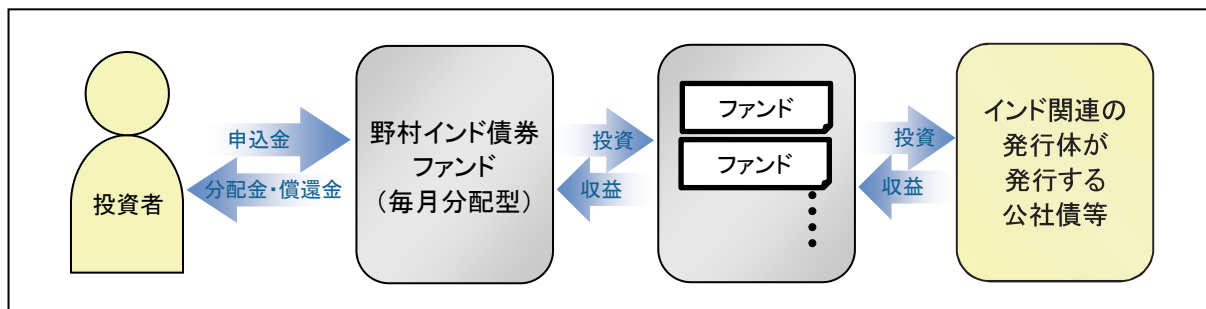 投資者
申込金
分配金・償還金
野村インド債券
ファンド
（毎月分配型）
投資
収益
ファンド
ファンド
投資
収益
インド関連の
発行体が
発行する
公社債等